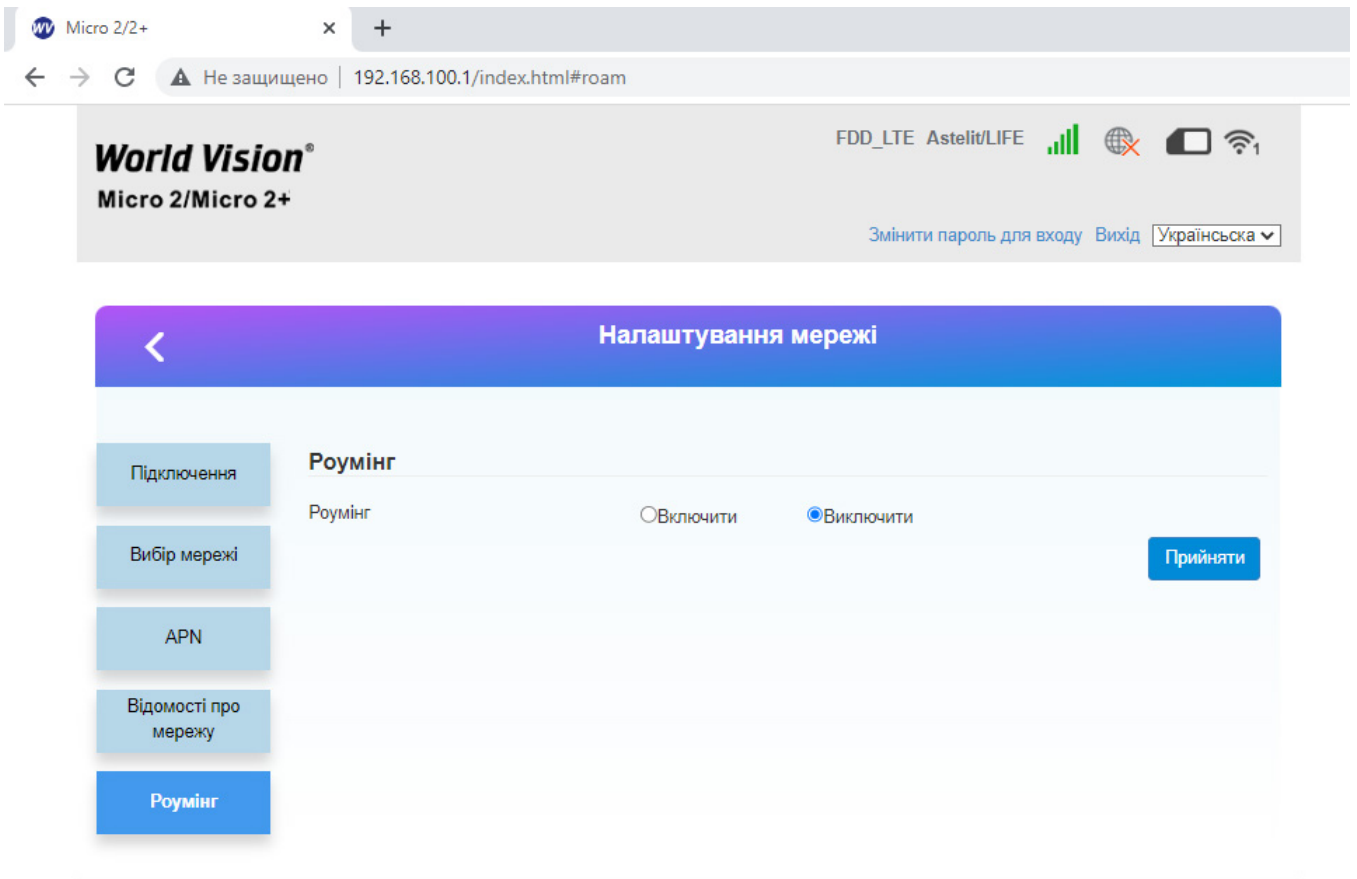 WV Micro 2/2+
Не защищено | 192.168.100.1/index.html#roam
World Vision®
Micro 2/Micro 2+
FDD_LTE Astelit/LIFE 1
Змінити пароль для входу Вихід Українсьска
Налаштування мережі
Підключення
Вибір мережі
APN
Відомості про
мережу
Роумінг
Роумінг
Роумінг Включити Виключити
Прийняти